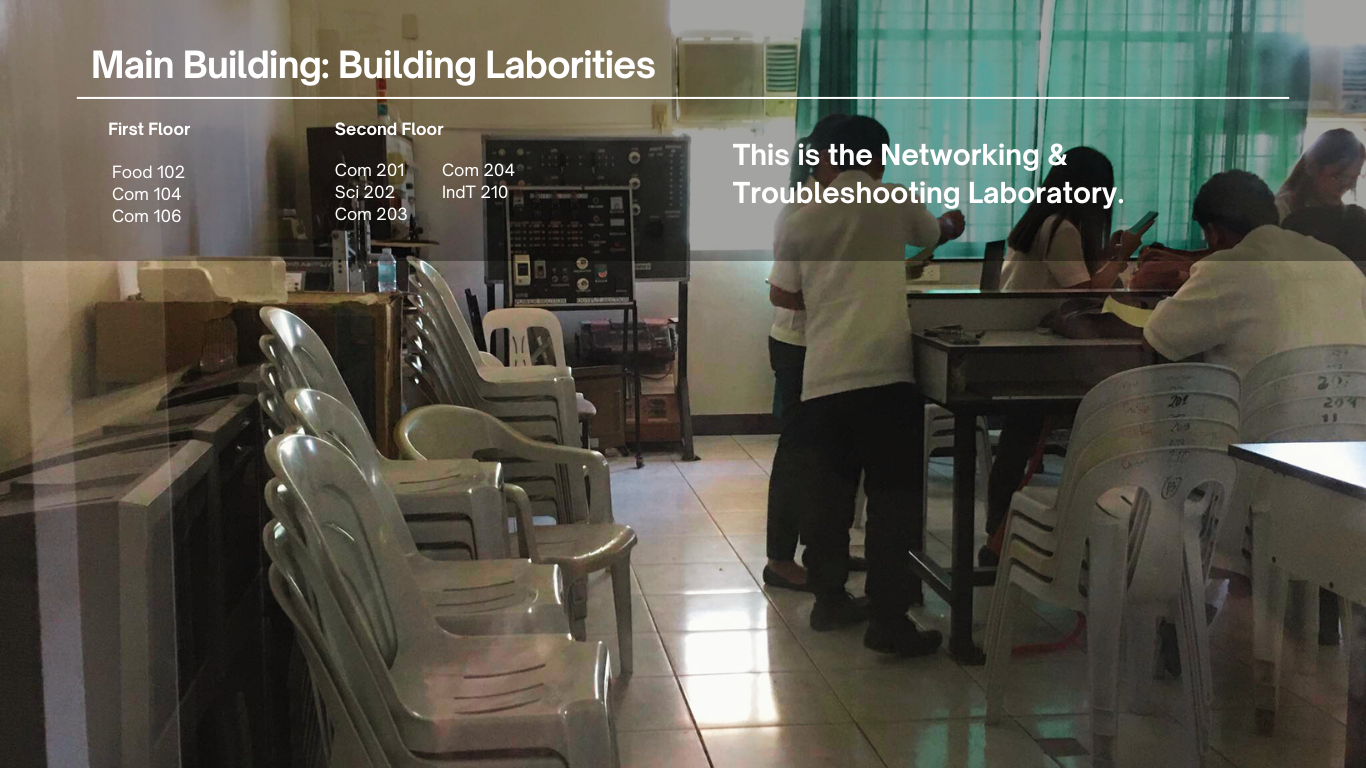 Main Building: Building Laborities
First Floor
Food 102
Com 104
Com 106
Second Floor
Com 201
Sci 202
Com 203
Com 204
IndT 210
This is the Networking &
Troubleshooting Laboratory.